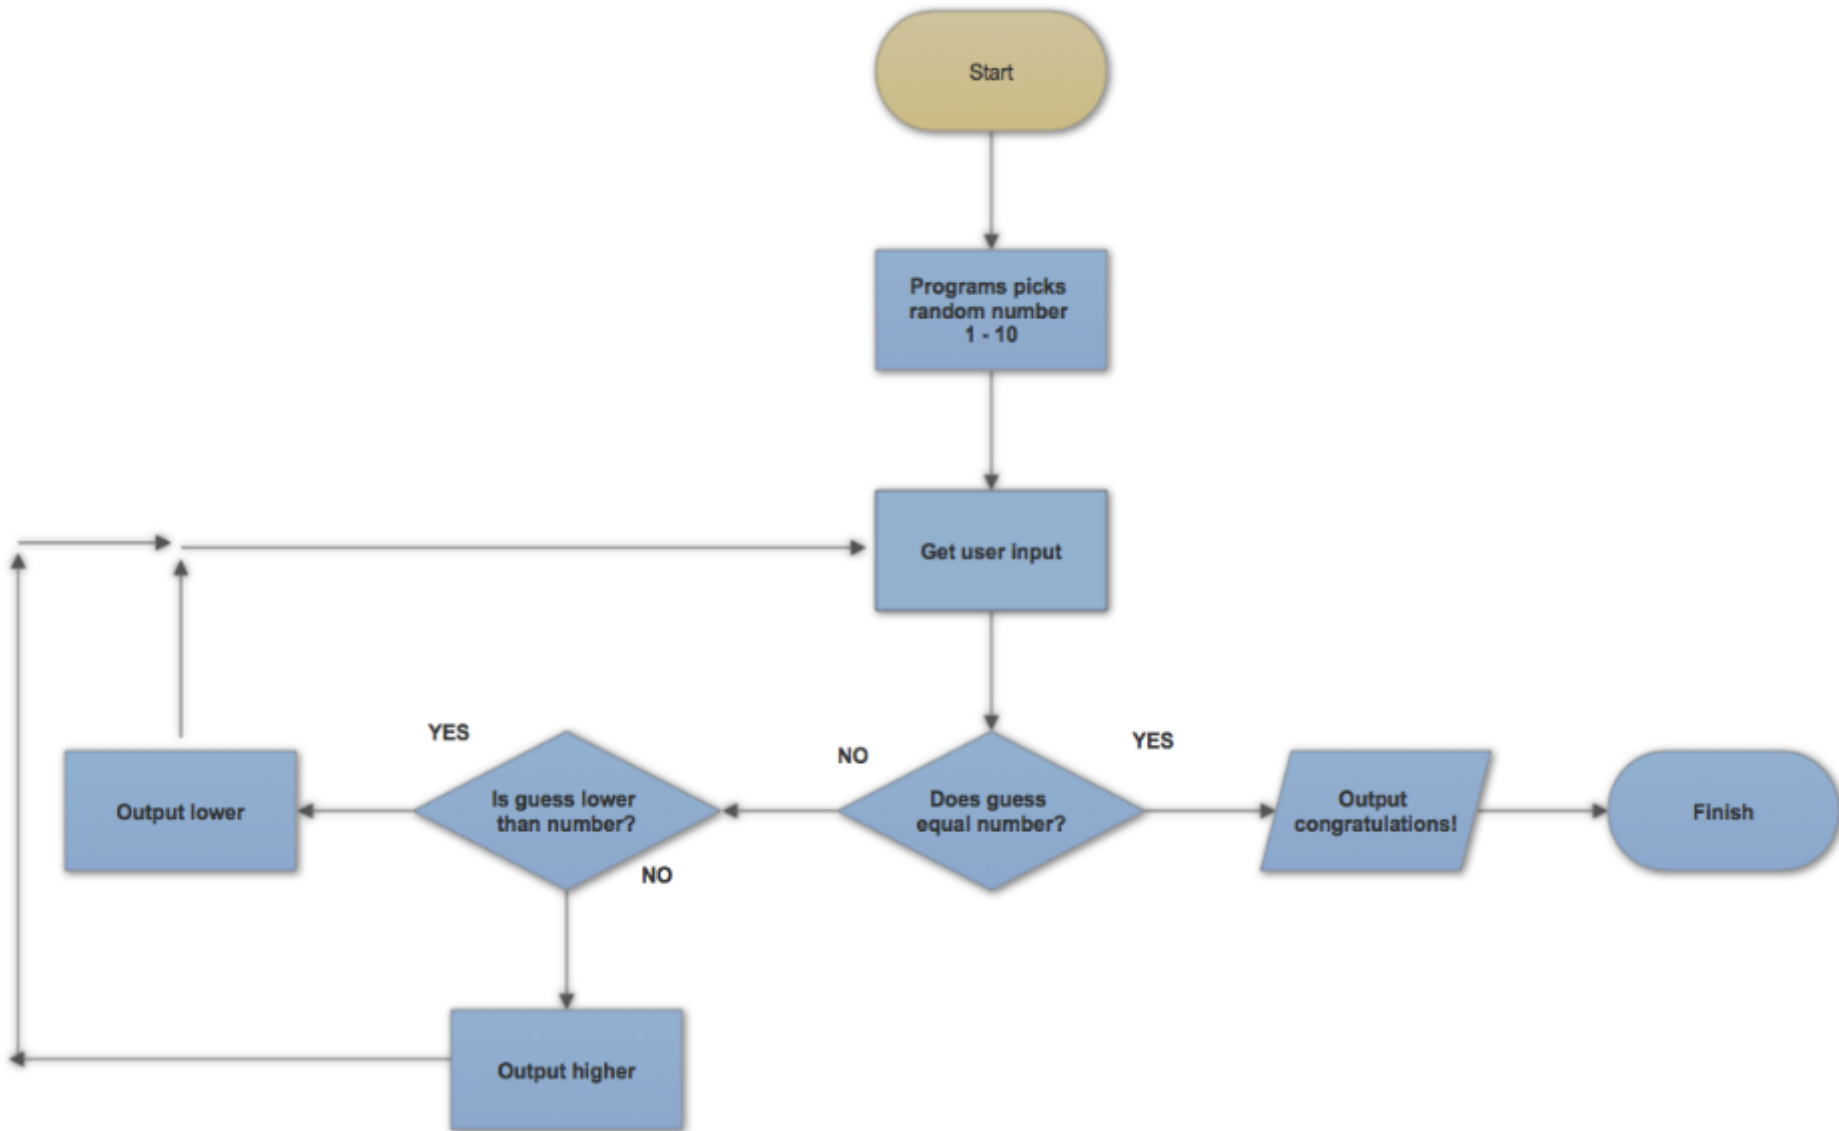 Start
Programs picks
random number
1 - 10
Get user input
Does guess
equal number?
YES
Output
congratulations!
Finish
NO
Is guess lower
than number?
YES
Output lower
NO
Output higher